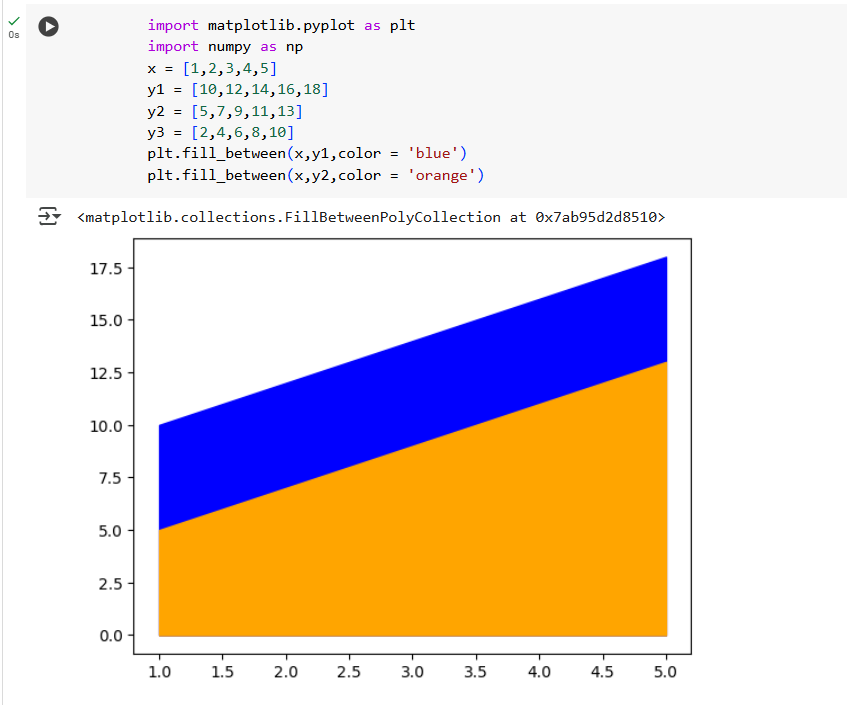 import matplotlib.pyplot as plt
0s
import numpy as np
x = [1,2,3,4,5]
y1 = [10,12,14,16,18]
y2 = [5,7,9,11,13]
y3 = [2,4,6,8,10]
plt.fill_between(x,y1,color = 'blue')
plt.fill_between(x,y2,color = 'orange')
<matplotlib.collections.FillBetweenPolyCollection at 0x7ab95d2d8510>
17.5
15.0
12.5
10.0
7.5
5.0
2.5
0.0
1.0 1.5 2.0 2.5 3.0 3.5 4.0 4.5 5.0